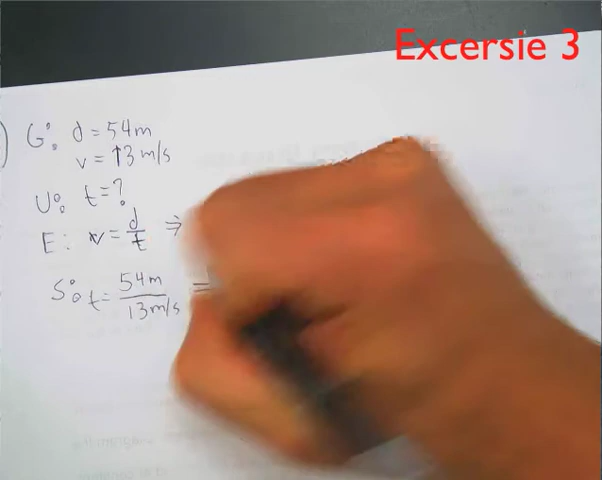 Excersie 3
) G: d = 54m
v = 13 m/s
U: t = ?
E: v = d/t ⇒
S: t = 54m / 13m/s =